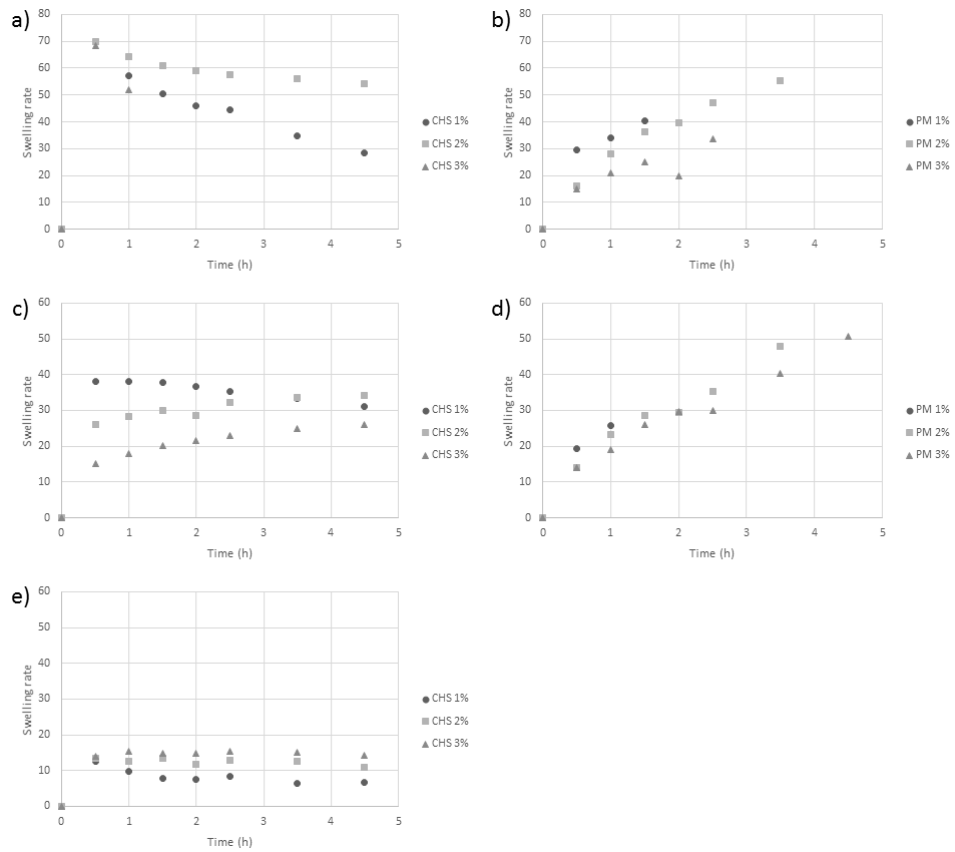 a)
80
70
60
50
40
30
20
10
0
Swelling rate
0 1 2 3 4 5
Time (h)
CHS 1%
CHS 2%
CHS 3%
b)
80
70
60
50
40
30
20
10
0
Swelling rate
0 1 2 3 4 5
Time (h)
PM 1%
PM 2%
PM 3%
c)
60
50
40
30
20
10
0
Swelling rate
0 1 2 3 4 5
Time (h)
CHS 1%
CHS 2%
CHS 3%
d)
60
50
40
30
20
10
0
Swelling rate
0 1 2 3 4 5
Time (h)
PM 1%
PM 2%
PM 3%
e)
60
50
40
30
20
10
0
Swelling rate
0 1 2 3 4 5
Time (h)
CHS 1%
CHS 2%
CHS 3%